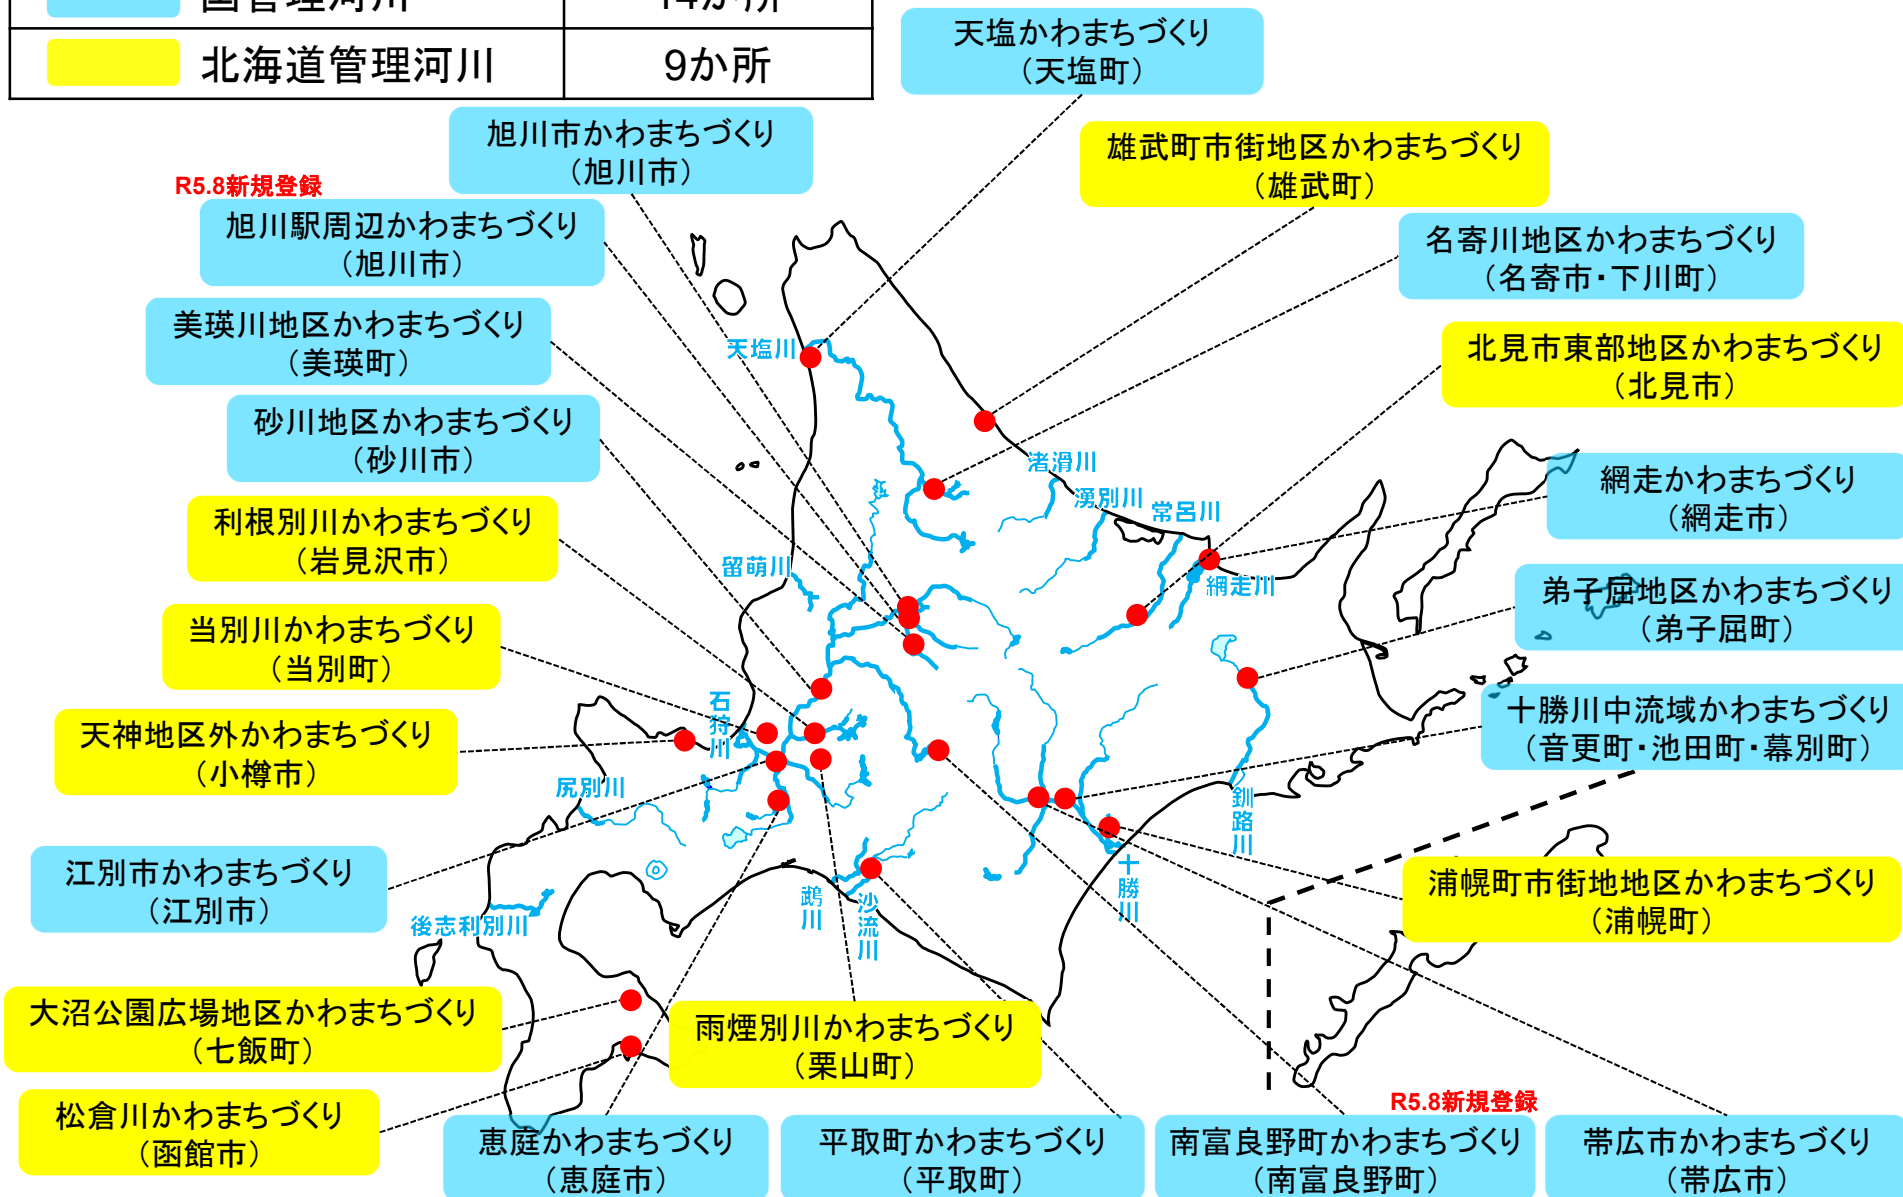 国管理河川 14か所
北海道管理河川 9か所
天塩かわまちづくり
(天塩町)
旭川市かわまちづくり
(旭川市)
雄武町市街地区かわまちづくり
(雄武町)
R5.8新規登録
旭川駅周辺かわまちづくり
(旭川市)
名寄川地区かわまちづくり
(名寄市・下川町)
美瑛川地区かわまちづくり
(美瑛町)
天塩川
北見市東部地区かわまちづくり
(北見市)
砂川地区かわまちづくり
(砂川市)
渚滑川
湧別川
常呂川
網走かわまちづくり
(網走市)
利根別川かわまちづくり
(岩見沢市)
留萌川
網走川
弟子屈地区かわまちづくり
(弟子屈町)
当別川かわまちづくり
(当別町)
石狩川
十勝川中流域かわまちづくり
(音更町・池田町・幕別町)
天神地区外かわまちづくり
(小樽市)
尻別川
釧路川
江別市かわまちづくり
(江別市)
後志利別川
鵡川
沙流川
十勝川
浦幌町市街地地区かわまちづくり
(浦幌町)
大沼公園広場地区かわまちづくり
(七飯町)
雨煙別川かわまちづくり
(栗山町)
松倉川かわまちづくり
(函館市)
R5.8新規登録
恵庭かわまちづくり
(恵庭市)
平取町かわまちづくり
(平取町)
南富良野町かわまちづくり
(南富良野町)
帯広市かわまちづくり
(帯広市)